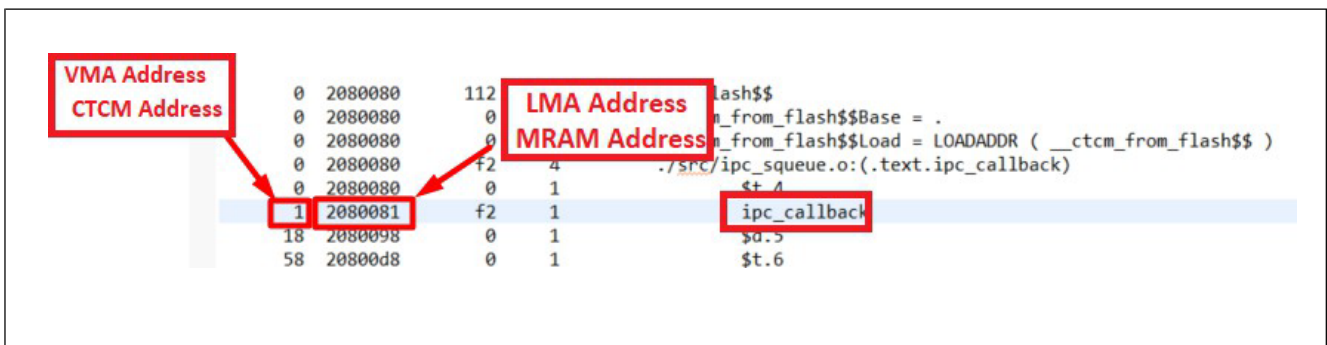 VMA Address
CTCM Address
LMA Address
MRAM Address
0 2080080 112 lash$$
0 2080080 0 _from_flash$$Base = .
0 2080080 0 _from_flash$$Load = LOADADDR ( __ctcm_from_flash$$ )
0 2080080 f2 4 ./src/ipc_squeue.o:(.text.ipc_callback)
0 2080080 0 1 $t.4
1 2080081 f2 1 ipc_callback
18 2080098 0 1 $d.5
58 20800d8 0 1 $t.6